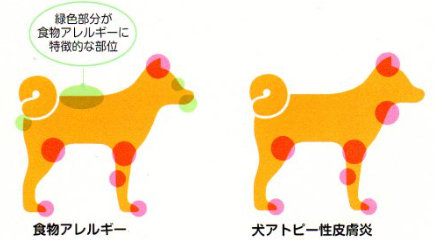 緑色部分が
食物アレルギーに
特徴的な部位
食物アレルギー
犬アトピー性皮膚炎